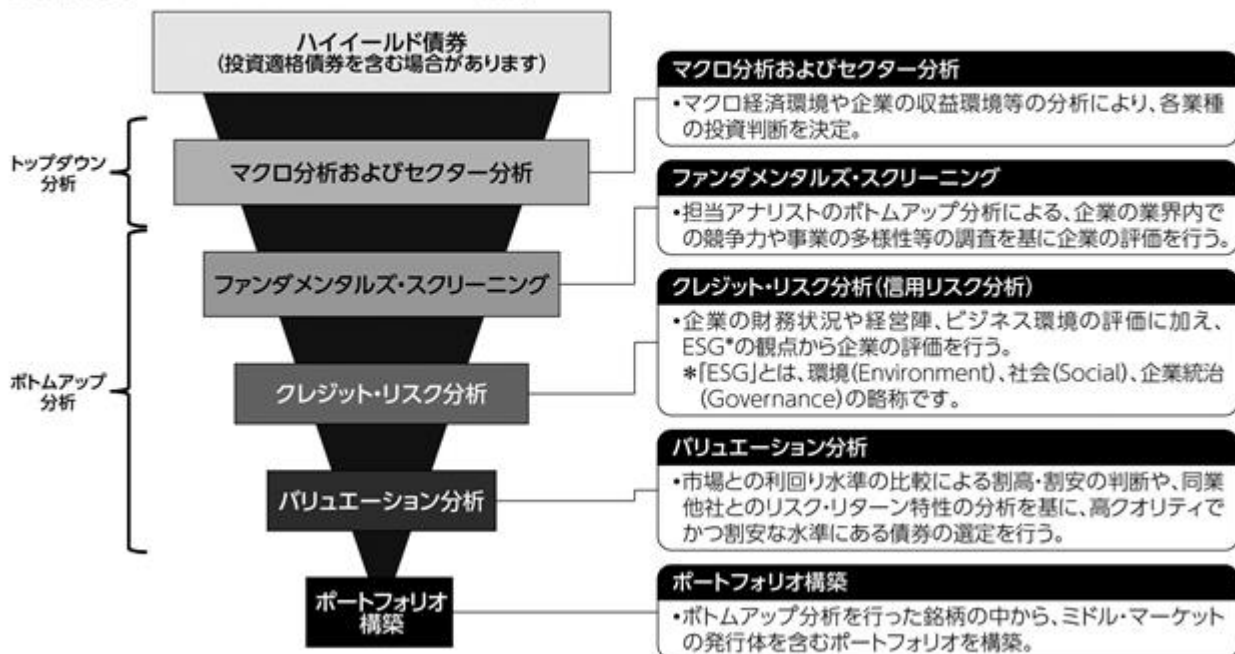 ハイイールド債券
(投資適格債券を含む場合があります)
トップダウン
分析
マクロ分析およびセクター分析
ボトムアップ
分析
ファンダメンタルズ・スクリーニング
クレジット・リスク分析
バリュエーション分析
ポートフォリオ
構築
マクロ分析およびセクター分析
•マクロ経済環境や企業の収益環境等の分析により、各業種
の投資判断を決定。
ファンダメンタルズ・スクリーニング
•担当アナリストのボトムアップ分析による、企業の業界内で
の競争力や事業の多様性等の調査を基に企業の評価を行う。
クレジット・リスク分析(信用リスク分析)
•企業の財務状況や経営陣、ビジネス環境の評価に加え、
ESG*の観点から企業の評価を行う。
*「ESG」とは、環境(Environment)、社会(Social)、企業統治
(Governance)の略称です。
バリュエーション分析
•市場との利回り水準の比較による割高・割安の判断や、同業
他社とのリスク・リターン特性の分析を基に、高クオリティで
かつ割安な水準にある債券の選定を行う。
ポートフォリオ構築
•ボトムアップ分析を行った銘柄の中から、ミドル・マーケット
の発行体を含むポートフォリオを構築。